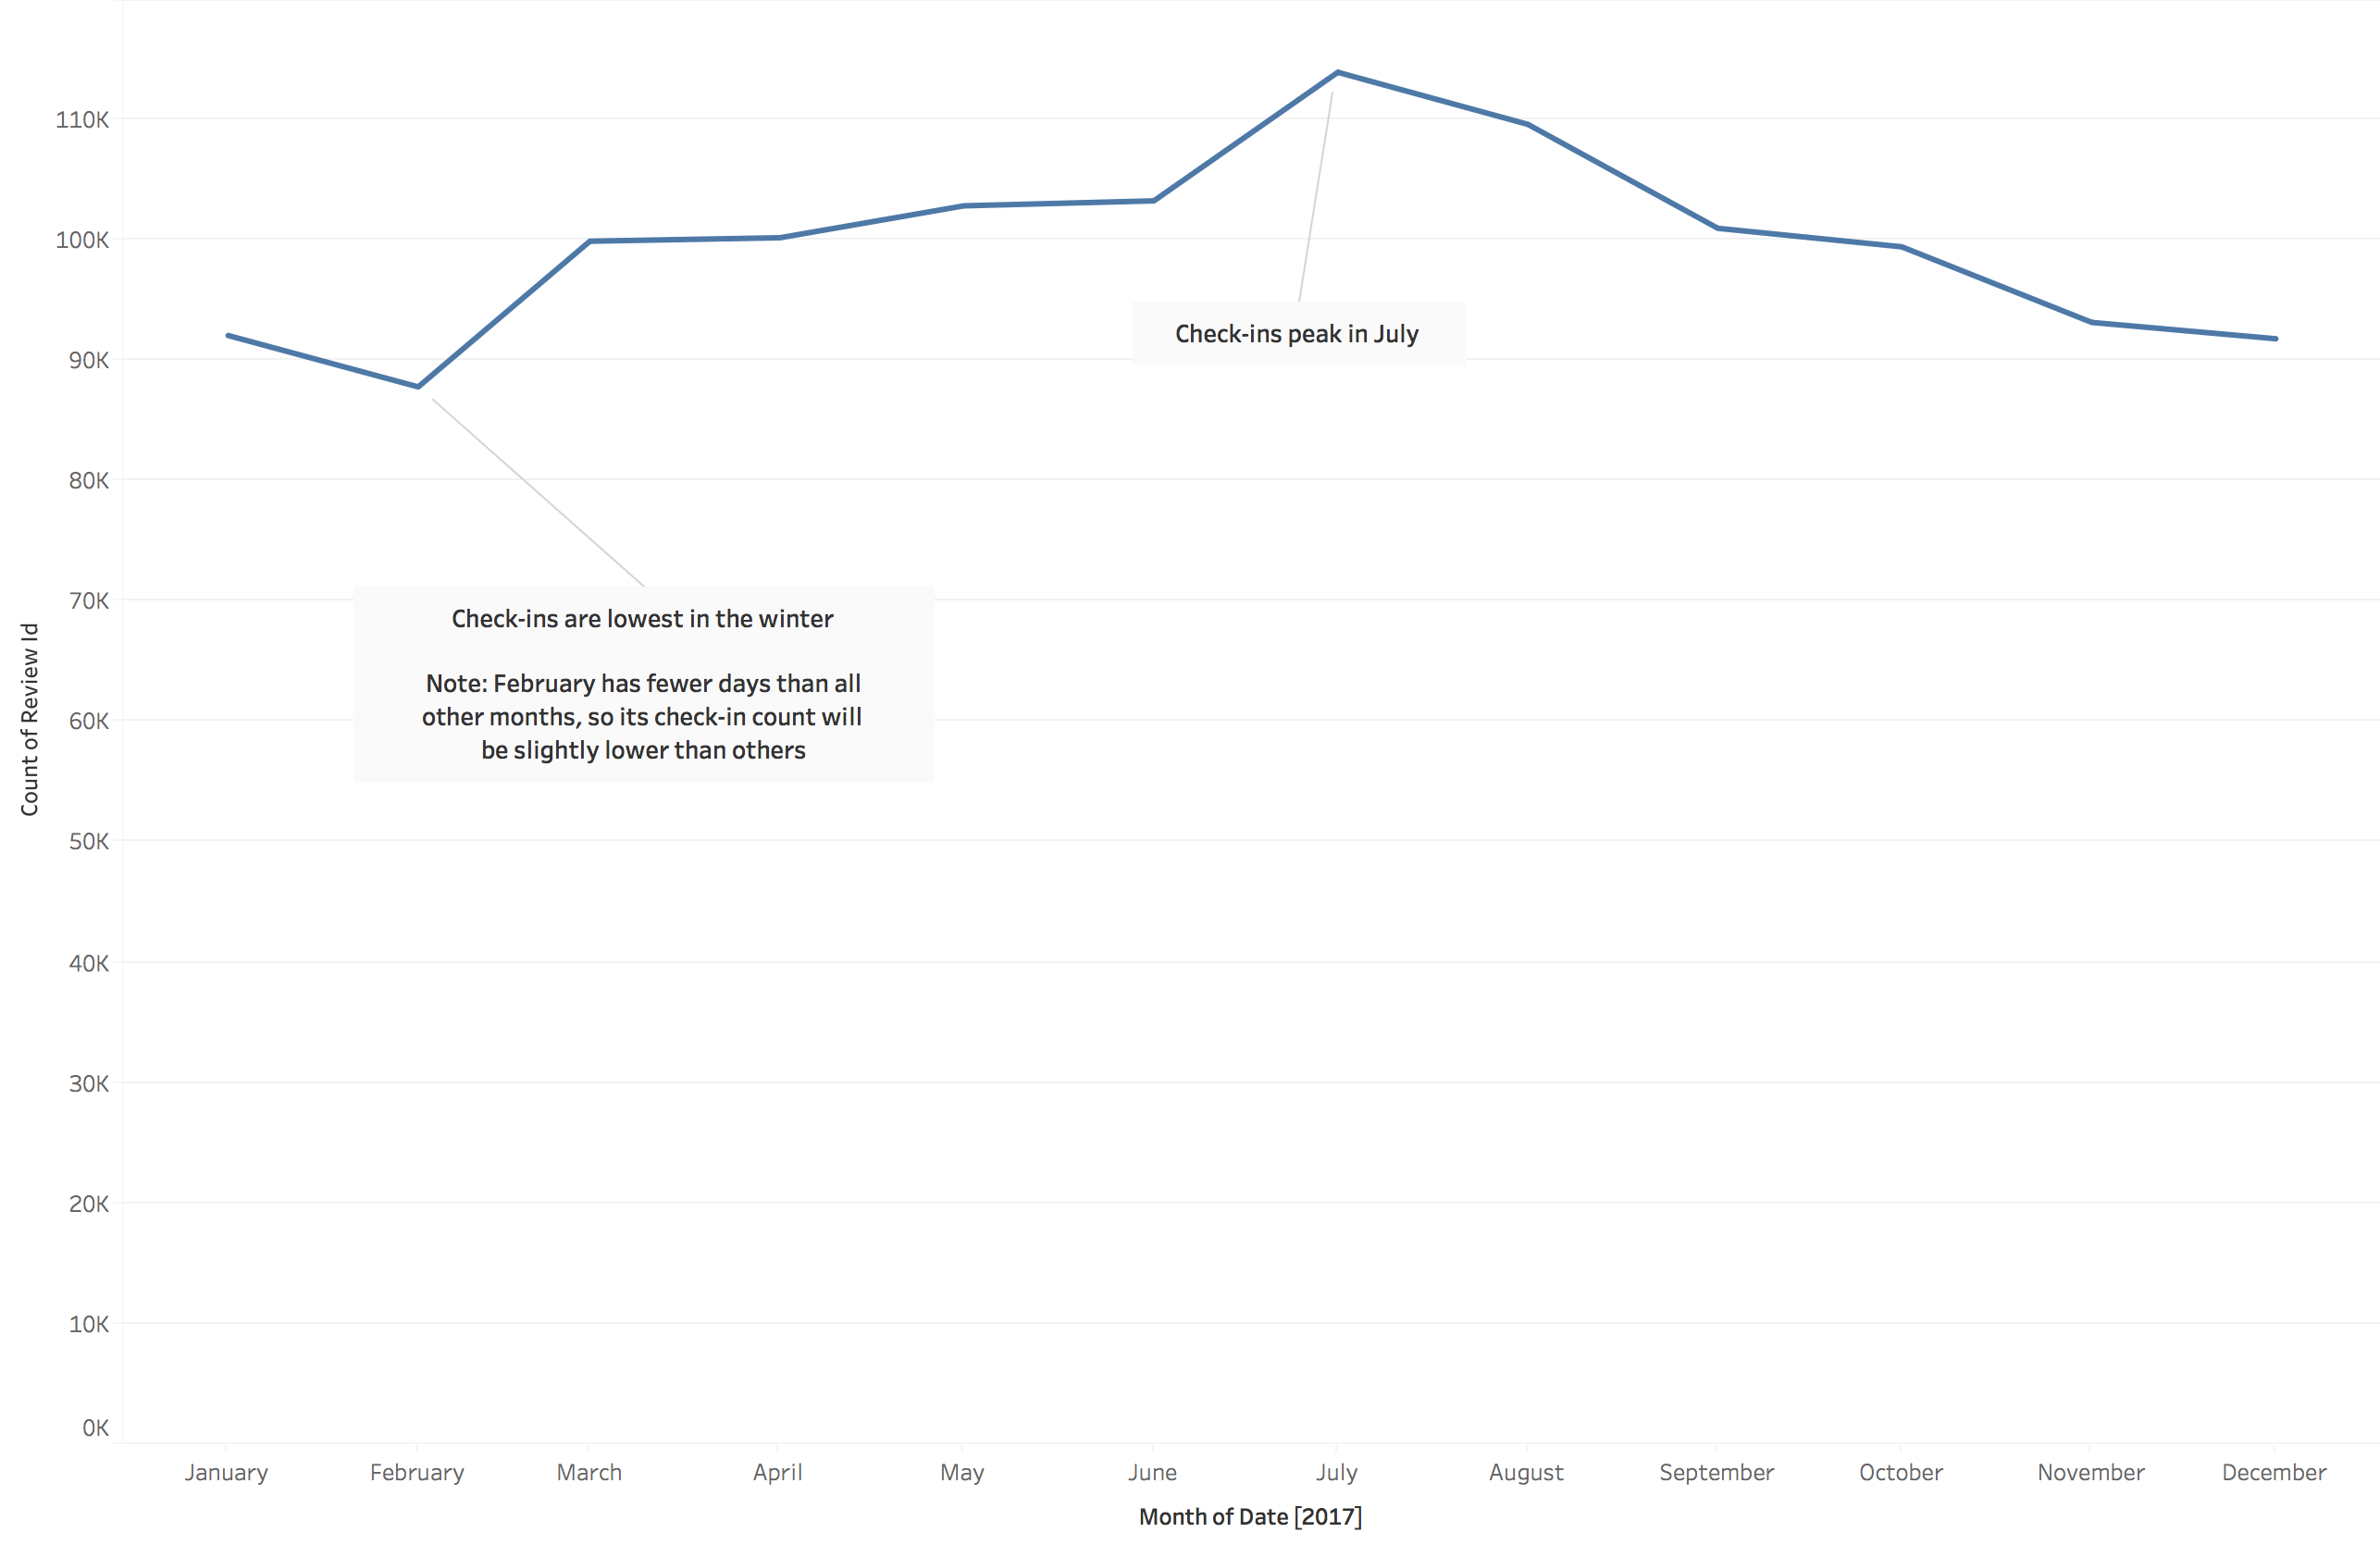 110K
100K
90K
80K
70K
60K
50K
40K
30K
20K
10K
0K
Count of Review Id
Check-ins peak in July
Check-ins are lowest in the winter
Note: February has fewer days than all
other months, so its check-in count will
be slightly lower than others
January February March April May June July August September October November December
Month of Date [2017]